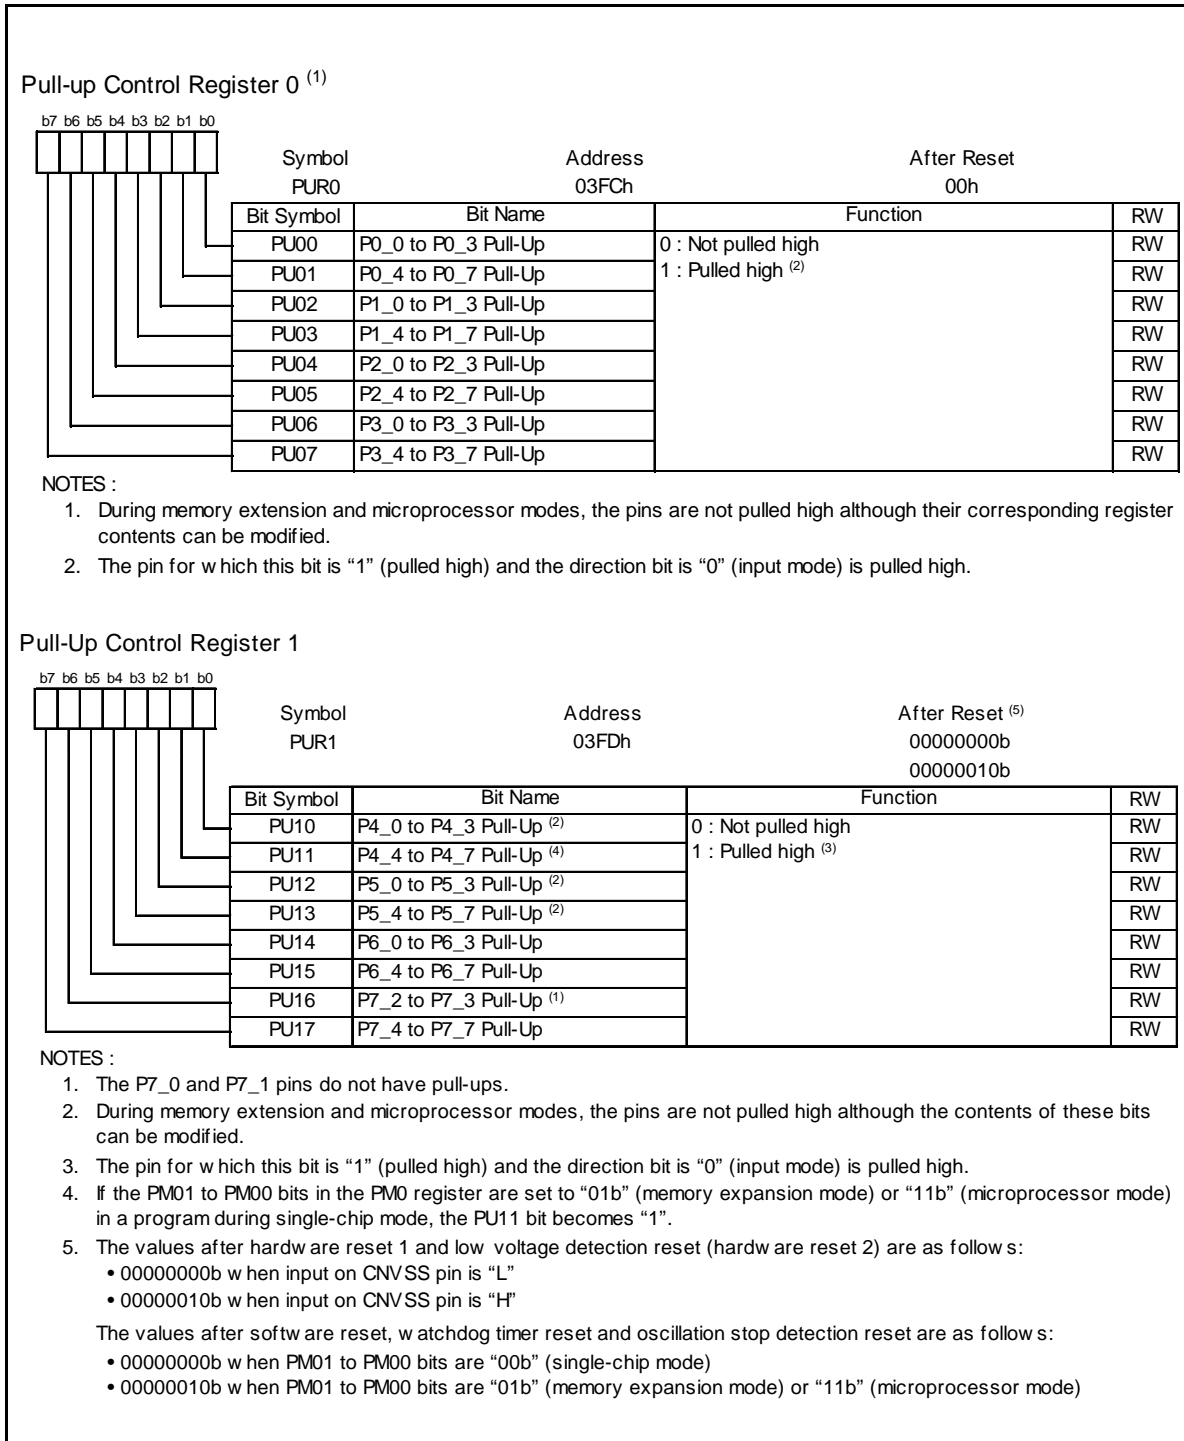 Pull-up Control Register 0 (1)
b7 b6 b5 b4 b3 b2 b1 b0
Symbol Address After Reset
PUR0 03FCh 00h
Bit Symbol Bit Name Function RW
PU00 P0_0 to P0_3 Pull-Up 0 : Not pulled high RW
PU01 P0_4 to P0_7 Pull-Up 1 : Pulled high (2) RW
PU02 P1_0 to P1_3 Pull-Up RW
PU03 P1_4 to P1_7 Pull-Up RW
PU04 P2_0 to P2_3 Pull-Up RW
PU05 P2_4 to P2_7 Pull-Up RW
PU06 P3_0 to P3_3 Pull-Up RW
PU07 P3_4 to P3_7 Pull-Up RW
NOTES :
1. During memory extension and microprocessor modes, the pins are not pulled high although their corresponding register
contents can be modified.
2. The pin for which this bit is “1” (pulled high) and the direction bit is “0” (input mode) is pulled high.
Pull-Up Control Register 1
b7 b6 b5 b4 b3 b2 b1 b0
Symbol Address After Reset (5)
PUR1 03FDh 00000000b
00000010b
Bit Symbol Bit Name Function RW
PU10 P4_0 to P4_3 Pull-Up (2) 0 : Not pulled high RW
PU11 P4_4 to P4_7 Pull-Up (4) 1 : Pulled high (3) RW
PU12 P5_0 to P5_3 Pull-Up (2) RW
PU13 P5_4 to P5_7 Pull-Up (2) RW
PU14 P6_0 to P6_3 Pull-Up RW
PU15 P6_4 to P6_7 Pull-Up RW
PU16 P7_2 to P7_3 Pull-Up (1) RW
PU17 P7_4 to P7_7 Pull-Up RW
NOTES :
1. The P7_0 and P7_1 pins do not have pull-ups.
2. During memory extension and microprocessor modes, the pins are not pulled high although the contents of these bits
can be modified.
3. The pin for which this bit is “1” (pulled high) and the direction bit is “0” (input mode) is pulled high.
4. If the PM01 to PM00 bits in the PM0 register are set to “01b” (memory expansion mode) or “11b” (microprocessor mode)
in a program during single-chip mode, the PU11 bit becomes “1”.
5. The values after hardware reset 1 and low voltage detection reset (hardware reset 2) are as follows:
• 00000000b when input on CNVSS pin is “L”
• 00000010b when input on CNVSS pin is “H”
The values after software reset, watchdog timer reset and oscillation stop detection reset are as follows:
• 00000000b when PM01 to PM00 bits are “00b” (single-chip mode)
• 00000010b when PM01 to PM00 bits are “01b” (memory expansion mode) or “11b” (microprocessor mode)